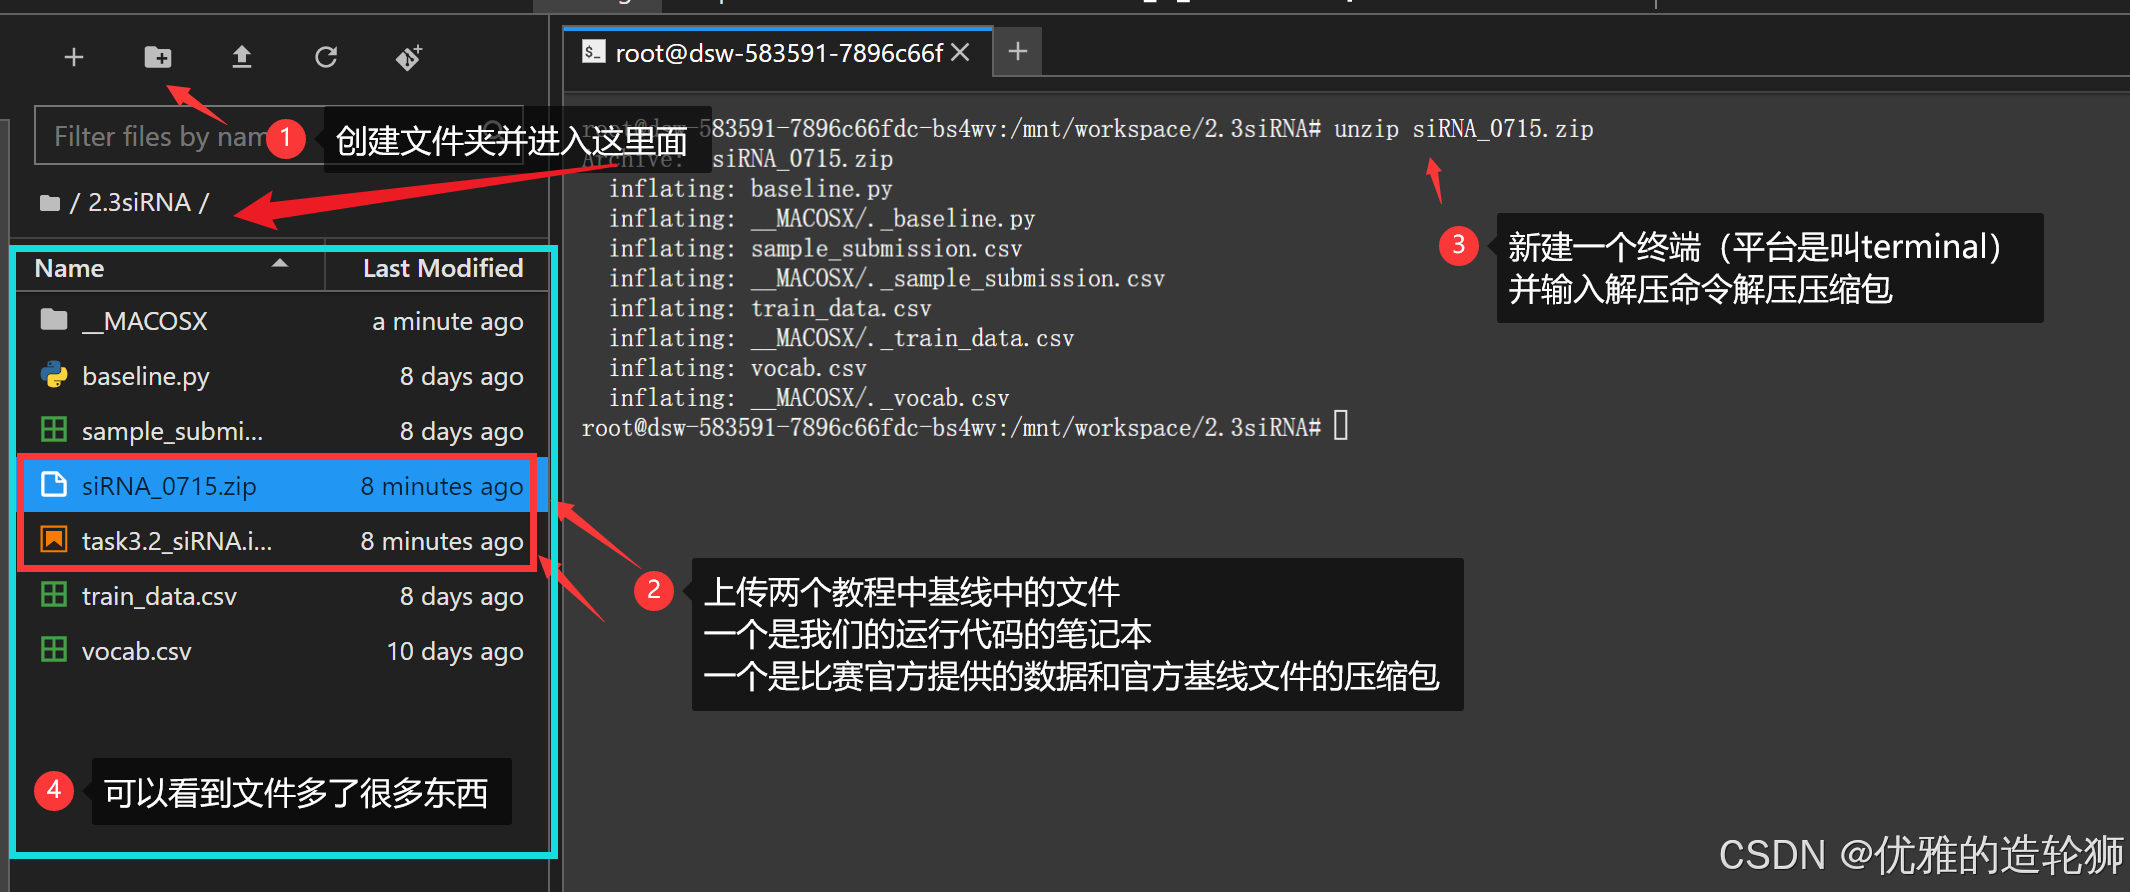 root@dsw-583591-7896c66f
Filter files by nam
1
创建文件夹并进入这里面
/ 2.3siRNA /
Name
Last Modified
__MACOSX
a minute ago
baseline.py
8 days ago
sample_submi...
8 days ago
siRNA_0715.zip
8 minutes ago
task3.2_siRNA.i...
8 minutes ago
train_data.csv
8 days ago
vocab.csv
10 days ago
4
可以看到文件多了很多东西
root@dsw-583591-7896c66fdc-bs4wv:/mnt/workspace/2.3siRNA# unzip siRNA_0715.zip
Archive: siRNA_0715.zip
inflating: baseline.py
inflating: __MACOSX/._baseline.py
inflating: sample_submission.csv
inflating: __MACOSX/._sample_submission.csv
inflating: train_data.csv
inflating: __MACOSX/._train_data.csv
inflating: vocab.csv
inflating: __MACOSX/._vocab.csv
root@dsw-583591-7896c66fdc-bs4wv:/mnt/workspace/2.3siRNA#
3
新建一个终端（平台是叫terminal）
并输入解压命令解压压缩包
2
上传两个教程中基线中的文件
一个是我们的运行代码的笔记本
一个是比赛官方提供的数据和官方基线文件的压缩包
CSDN @优雅的造轮狮